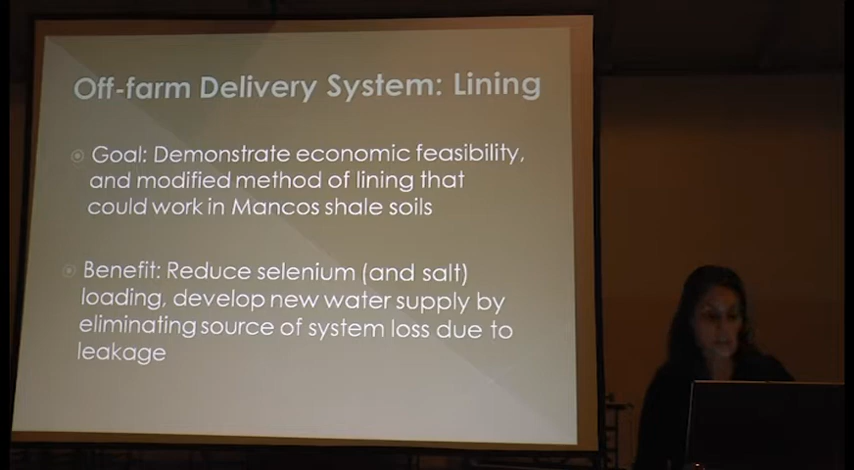 Off-farm Delivery System: Lining
Goal: Demonstrate economic feasibility,
and modified method of lining that
could work in Mancos shale soils
Benefit: Reduce selenium (and salt)
loading, develop new water supply by
eliminating source of system loss due to
leakage